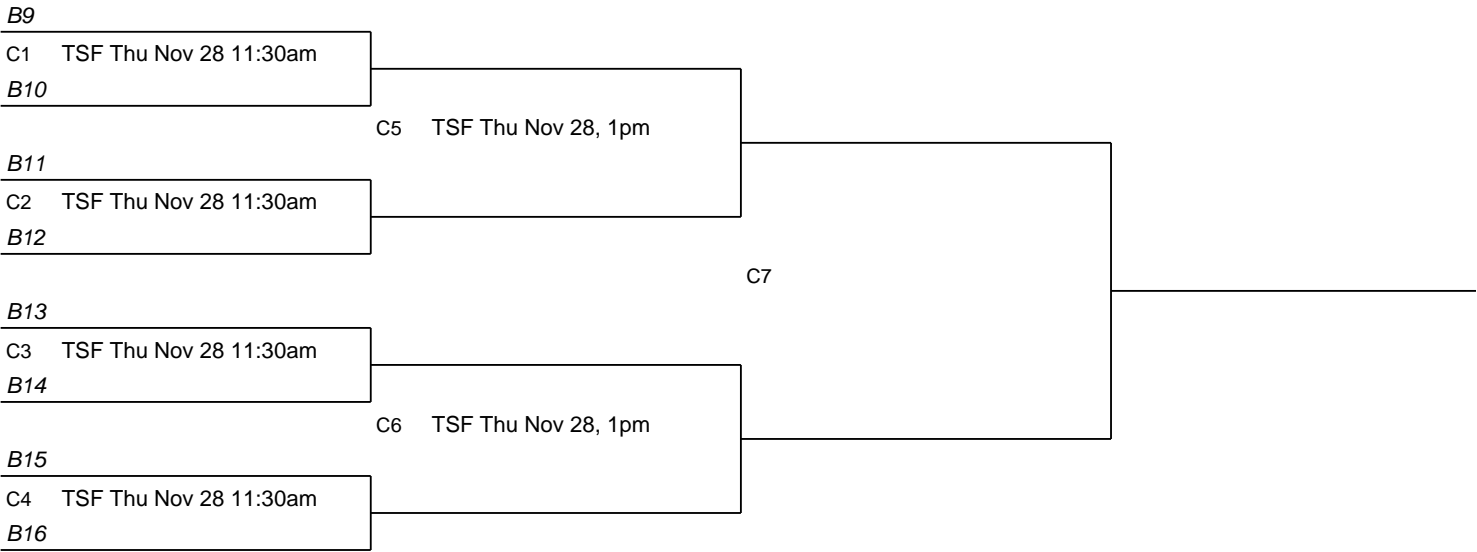 B9
C1 TSF Thu Nov 28 11:30am
B10
C5 TSF Thu Nov 28, 1pm
B11
C2 TSF Thu Nov 28 11:30am
B12
C7
B13
C3 TSF Thu Nov 28 11:30am
B14
C6 TSF Thu Nov 28, 1pm
B15
C4 TSF Thu Nov 28 11:30am
B16